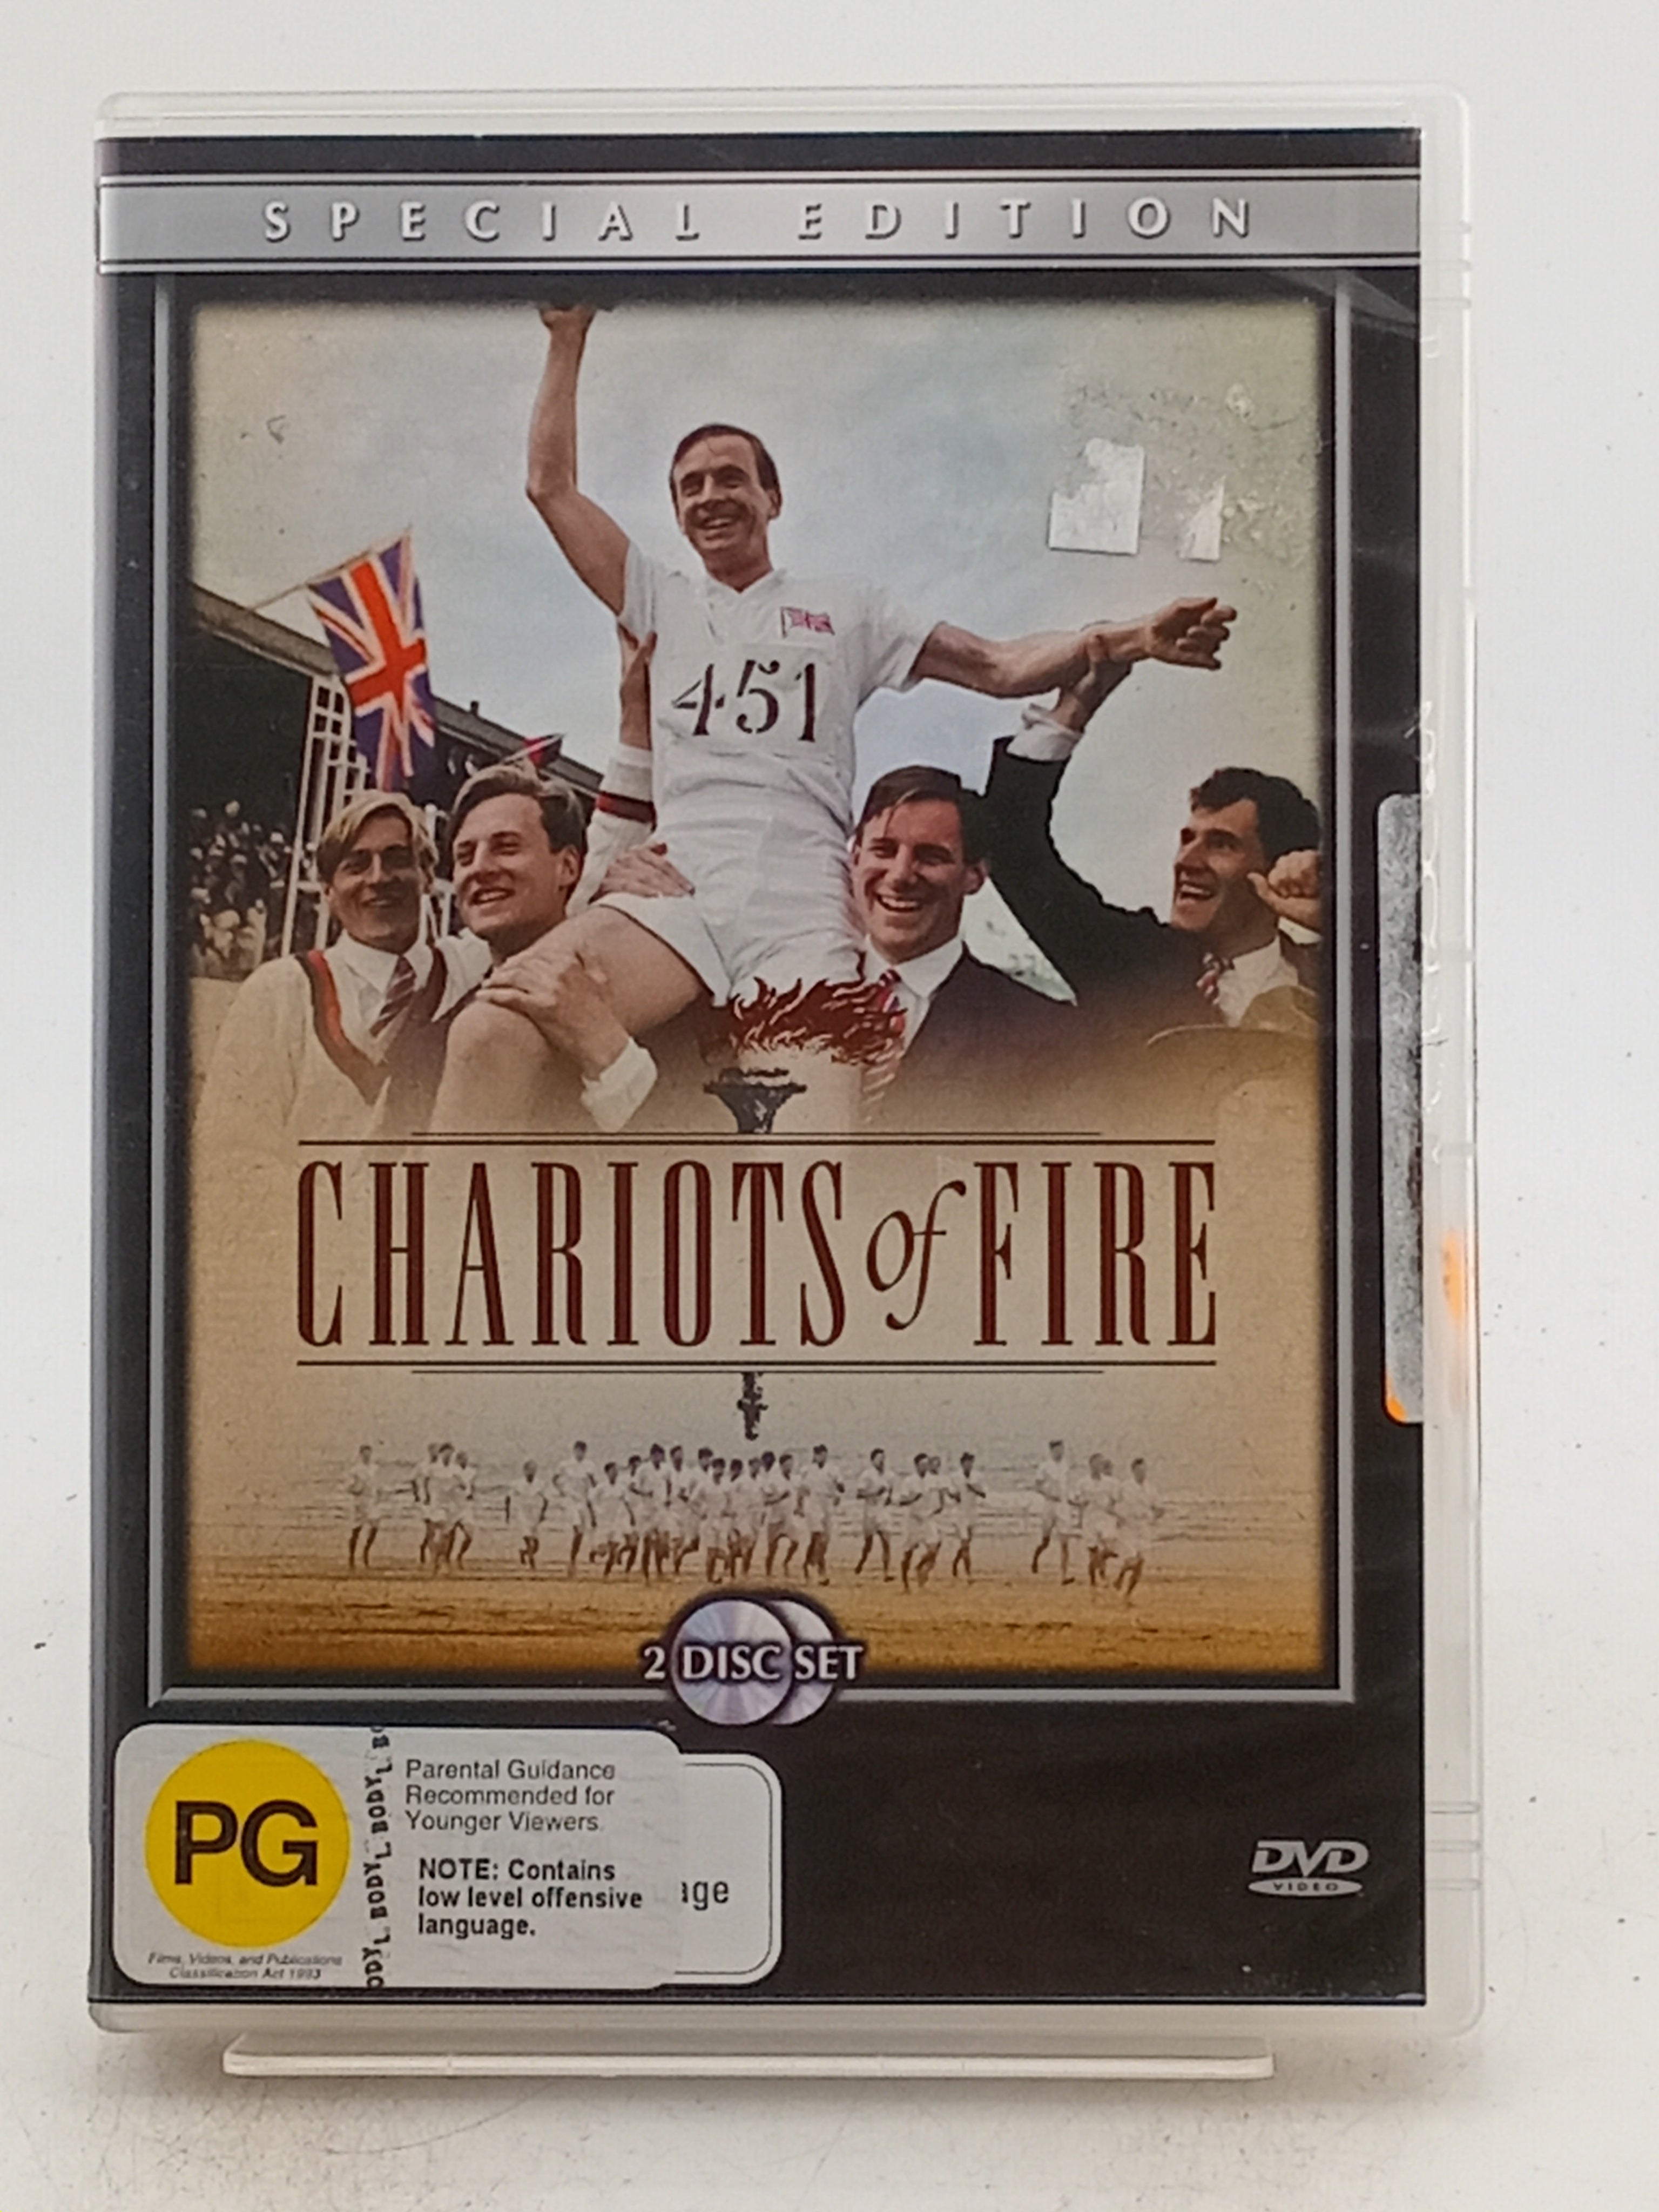 SPECIAL EDITION
451
CHARIOTS of FIRE
2 DISC SET
PG
Films, Videos, and Publications
Classification Act 1993
Parental Guidance
Recommended for
Younger Viewers.
NOTE: Contains
low level offensive
language.
DVD
VIDEO